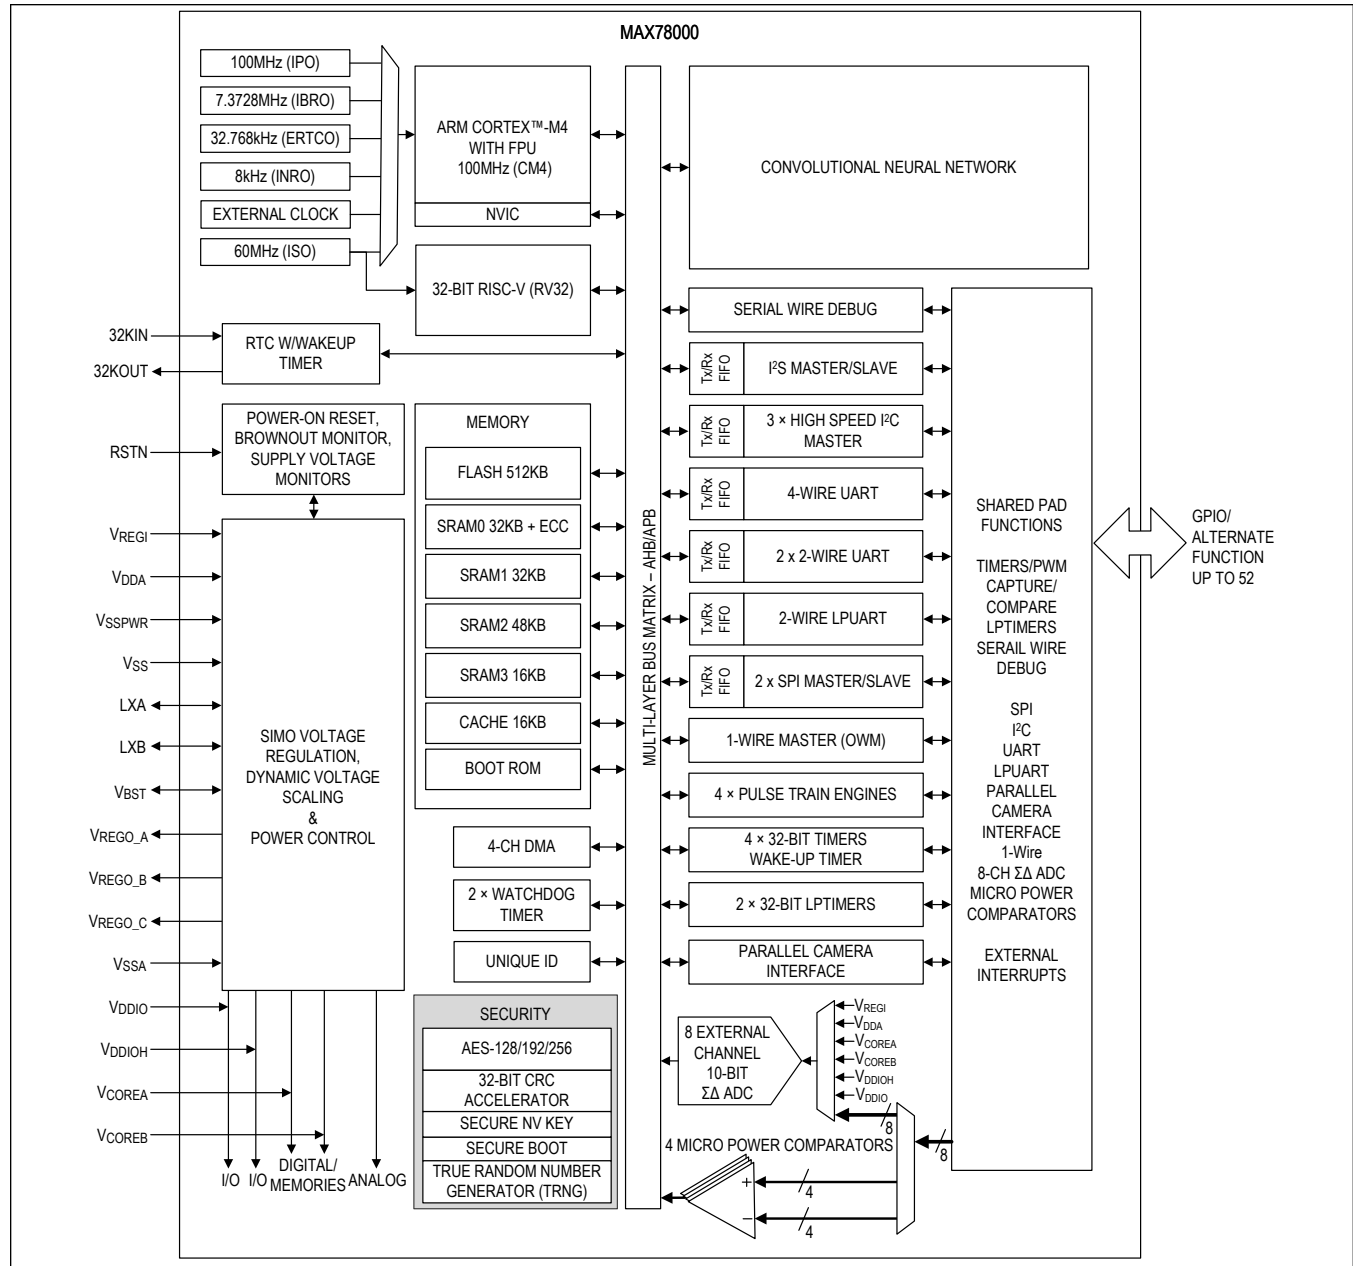 MAX78000
100MHz (IPO)
7.3728MHz (IBRO)
32.768kHz (ERTCO)
8kHz (INRO)
EXTERNAL CLOCK
60MHz (ISO)
ARM CORTEX™-M4
WITH FPU
100MHz (CM4)
NVIC
32-BIT RISC-V (RV32)
CONVOLUTIONAL NEURAL NETWORK
32KIN
32KOUT
RTC W/WAKEUP
TIMER
RSTN
POWER-ON RESET,
BROWNOUT MONITOR,
SUPPLY VOLTAGE
MONITORS
VREGI
VDDA
VSSPWR
VSS
LXA
LXB
VBST
VREGO_A
VREGO_B
VREGO_C
VSSA
VDDIO
VDDIOH
VCOREA
VCOREB
SIMO VOLTAGE
REGULATION,
DYNAMIC VOLTAGE
SCALING
&
POWER CONTROL
I/O
I/O
DIGITAL/
MEMORIES
ANALOG
MEMORY
FLASH 512KB
SRAM0 32KB + ECC
SRAM1 32KB
SRAM2 48KB
SRAM3 16KB
CACHE 16KB
BOOT ROM
4-CH DMA
2 × WATCHDOG
TIMER
UNIQUE ID
SECURITY
AES-128/192/256
32-BIT CRC
ACCELERATOR
SECURE NV KEY
SECURE BOOT
TRUE RANDOM NUMBER
GENERATOR (TRNG)
MULTI-LAYER BUS MATRIX – AHB/APB
SERIAL WIRE DEBUG
Tx/Rx
FIFO
I²S MASTER/SLAVE
Tx/Rx
FIFO
3 × HIGH SPEED I²C
MASTER
Tx/Rx
FIFO
4-WIRE UART
Tx/Rx
FIFO
2 x 2-WIRE UART
Tx/Rx
FIFO
2-WIRE LPUART
Tx/Rx
FIFO
2 x SPI MASTER/SLAVE
1-WIRE MASTER (OWM)
4 × PULSE TRAIN ENGINES
4 × 32-BIT TIMERS
WAKE-UP TIMER
2 × 32-BIT LPTIMERS
PARALLEL CAMERA
INTERFACE
8 EXTERNAL
CHANNEL
10-BIT
ΣΔ ADC
VREGI
VDDA
VCOREA
VCOREB
VDDIOH
VDDIO
8
8
4 MICRO POWER COMPARATORS
+
4
–
4
SHARED PAD
FUNCTIONS
TIMERS/PWM
CAPTURE/
COMPARE
LPTIMERS
SERAIL WIRE
DEBUG
SPI
I²C
UART
LPUART
PARALLEL
CAMERA
INTERFACE
1-Wire
8-CH ΣΔ ADC
MICRO POWER
COMPARATORS
EXTERNAL
INTERRUPTS
GPIO/
ALTERNATE
FUNCTION
UP TO 52